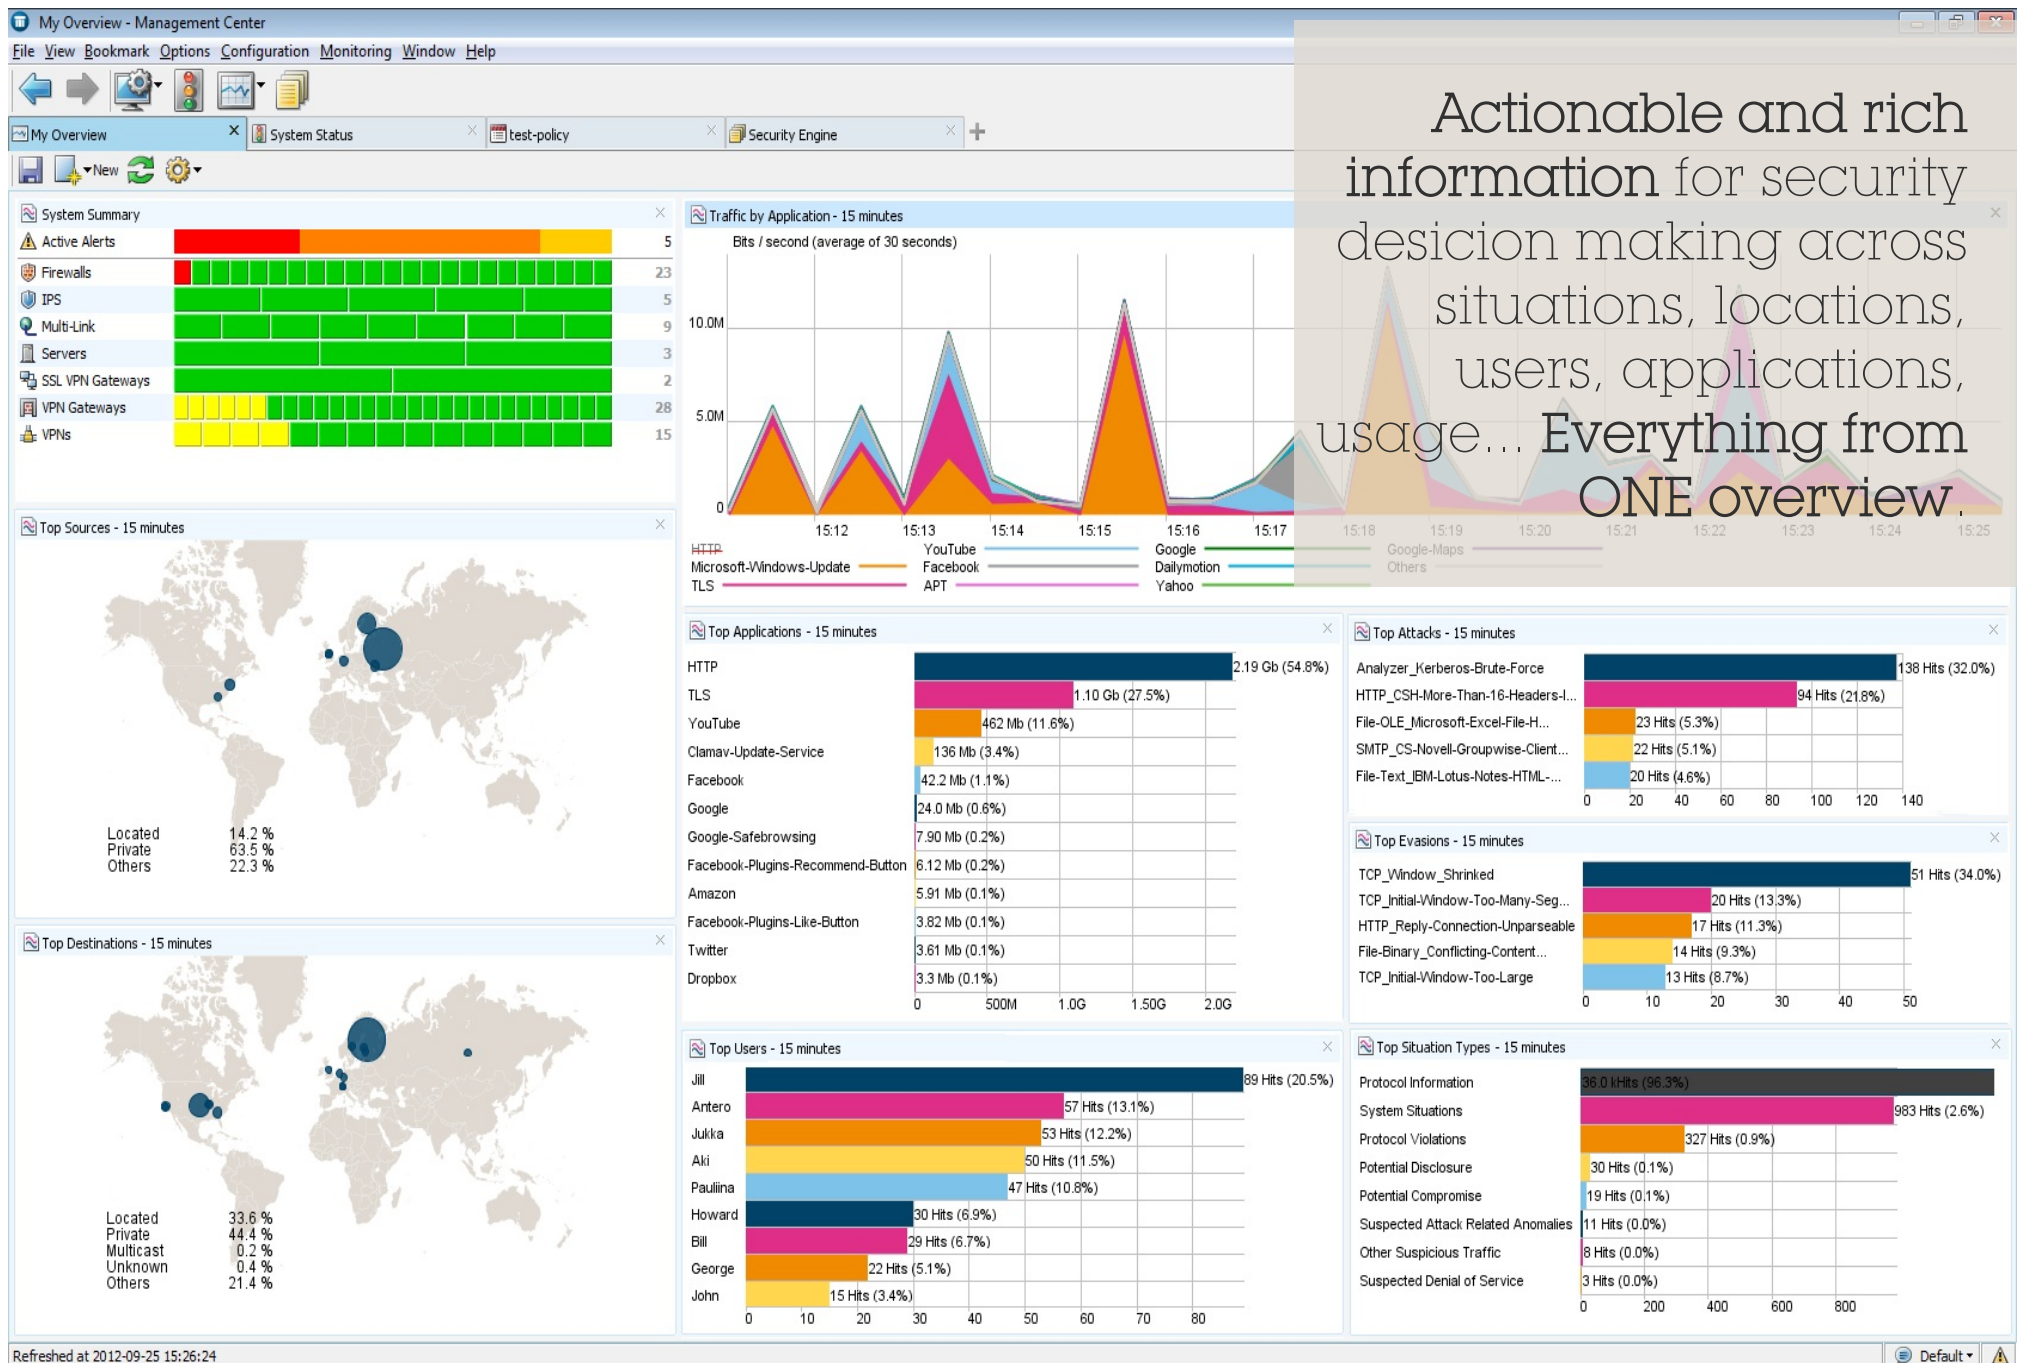 My Overview - Management Center
File View Bookmark Options Configuration Monitoring Window Help
My Overview
System Status
test-policy
Security Engine
New
Actionable and rich
information for security
desicion making across
situations, locations,
users, applications,
usage... Everything from
ONE overview.
System Summary
Active Alerts 5
Firewalls 23
IPS 5
Multi-Link 9
Servers 3
SSL VPN Gateways 2
VPN Gateways 28
VPNs 15
Traffic by Application - 15 minutes
Bits / second (average of 30 seconds)
10.0M
5.0M
0
15:12 15:13 15:14 15:15 15:16 15:17 15:18 15:19 15:20 15:21 15:22 15:23 15:24 15:25
HTTP YouTube Google Google-Maps
Microsoft-Windows-Update Facebook Dailymotion Others
TLS APT Yahoo
Top Sources - 15 minutes
Located 14.2 %
Private 63.5 %
Others 22.3 %
Top Destinations - 15 minutes
Located 33.6 %
Private 44.4 %
Multicast 0.2 %
Unknown 0.4 %
Others 21.4 %
Top Applications - 15 minutes
HTTP 2.19 Gb (54.8%)
TLS 1.10 Gb (27.5%)
YouTube 462 Mb (11.6%)
Clamav-Update-Service 136 Mb (3.4%)
Facebook 42.2 Mb (1.1%)
Google 24.0 Mb (0.6%)
Google-Safebrowsing 7.90 Mb (0.2%)
Facebook-Plugins-Recommend-Button 6.12 Mb (0.2%)
Amazon 5.91 Mb (0.1%)
Facebook-Plugins-Like-Button 3.82 Mb (0.1%)
Twitter 3.61 Mb (0.1%)
Dropbox 3.3 Mb (0.1%)
0 500M 1.0G 1.50G 2.0G
Top Users - 15 minutes
Jill 89 Hits (20.5%)
Antero 57 Hits (13.1%)
Jukka 53 Hits (12.2%)
Aki 50 Hits (11.5%)
Pauliina 47 Hits (10.8%)
Howard 30 Hits (6.9%)
Bill 29 Hits (6.7%)
George 22 Hits (5.1%)
John 15 Hits (3.4%)
0 10 20 30 40 50 60 70 80
Top Attacks - 15 minutes
Analyzer_Kerberos-Brute-Force 138 Hits (32.0%)
HTTP_CSH-More-Than-16-Headers-I... 94 Hits (21.8%)
File-OLE_Microsoft-Excel-File-H... 23 Hits (5.3%)
SMTP_CS-Novell-Groupwise-Client... 22 Hits (5.1%)
File-Text_IBM-Lotus-Notes-HTML-... 20 Hits (4.6%)
0 20 40 60 80 100 120 140
Top Evasions - 15 minutes
TCP_Window_Shrinked 51 Hits (34.0%)
TCP_Initial-Window-Too-Many-Seg... 20 Hits (13.3%)
HTTP_Reply-Connection-Unparseable 17 Hits (11.3%)
File-Binary_Conflicting-Content... 14 Hits (9.3%)
TCP_Initial-Window-Too-Large 13 Hits (8.7%)
0 10 20 30 40 50
Top Situation Types - 15 minutes
Protocol Information 36.0 kHits (96.3%)
System Situations 983 Hits (2.6%)
Protocol Violations 327 Hits (0.9%)
Potential Disclosure 30 Hits (0.1%)
Potential Compromise 19 Hits (0.1%)
Suspected Attack Related Anomalies 11 Hits (0.0%)
Other Suspicious Traffic 8 Hits (0.0%)
Suspected Denial of Service 3 Hits (0.0%)
0 200 400 600 800
Refreshed at 2012-09-25 15:26:24
Default